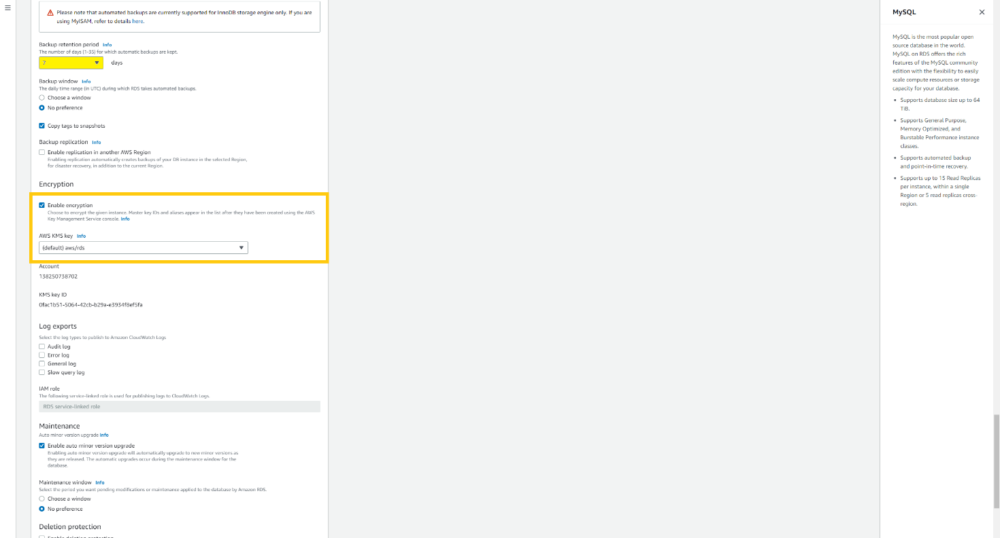 Please note that automated backups are currently supported for InnoDB storage engine only. If you are
using MyISAM, refer to details here.
Backup retention period Info
The number of days (1-35) for which automatic backups are kept.
7 days
Backup window Info
The daily time range (in UTC) during which RDS takes automated backups.
Choose a window
No preference
Copy tags to snapshots
Backup replication Info
Enable replication in another AWS Region
Enabling replication automatically creates backups of your DB instance in the selected Region,
for disaster recovery, in addition to the current Region.
Encryption
Enable encryption
Choose to encrypt the given instance. Master key IDs and aliases appear in the list after they have been created using the AWS
Key Management Service console. Info
AWS KMS key Info
(default) aws/rds
Account
138250738702
KMS key ID
0fac1b51-5064-42cb-b29a-e3934f8ef5fa
Log exports
Select the log types to publish to Amazon CloudWatch Logs
Audit log
Error log
General log
Slow query log
IAM role
The following service-linked role is used for publishing logs to CloudWatch Logs.
RDS service-linked role
Maintenance
Auto minor version upgrade Info
Enable auto minor version upgrade
Enabling auto minor version upgrade will automatically upgrade to new minor versions as
they are released. The automatic upgrades occur during the maintenance window for the
database.
Maintenance window Info
Select the period you want pending modifications or maintenance applied to the database by Amazon RDS.
Choose a window
No preference
Deletion protection
Enable deletion protection
MySQL
MySQL is the most popular open
source database in the world.
MySQL on RDS offers the rich
features of the MySQL community
edition with the flexibility to easily
scale compute resources or storage
capacity for your database.
Supports database size up to 64
TiB.
Supports General Purpose,
Memory Optimized, and
Burstable Performance instance
classes.
Supports automated backup
and point-in-time recovery.
Supports up to 15 Read Replicas
per instance, within a single
Region or 5 read replicas cross-
region.